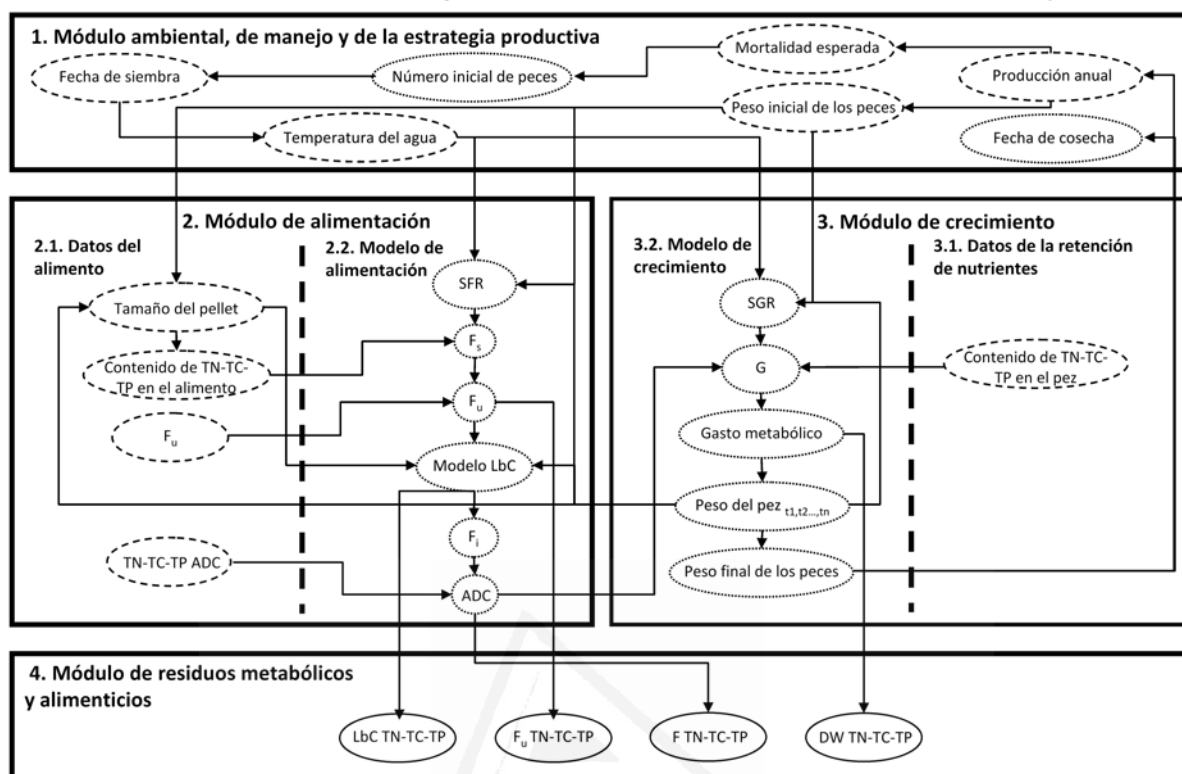 1. Módulo ambiental, de manejo y de la estrategia productiva
Mortalidad esperada
Fecha de siembra
Número inicial de peces
Producción anual
Peso inicial de los peces
Temperatura del agua
Fecha de cosecha
2. Módulo de alimentación
2.1. Datos del
alimento
2.2. Modelo de
alimentación
SFR
Tamaño del pellet
Fs
Contenido de TN-TC-
TP en el alimento
Fu
Fu
Modelo LbC
Fi
TN-TC-TP ADC
ADC
3. Módulo de crecimiento
3.2. Modelo de
crecimiento
3.1. Datos de la retención
de nutrientes
SGR
G
Contenido de TN-TC-
TP en el pez
Gasto metabólico
Peso del pez t1,t2...,tn
Peso final de los peces
4. Módulo de residuos metabólicos
y alimenticios
LbC TN-TC-TP
Fu TN-TC-TP
F TN-TC-TP
DW TN-TC-TP